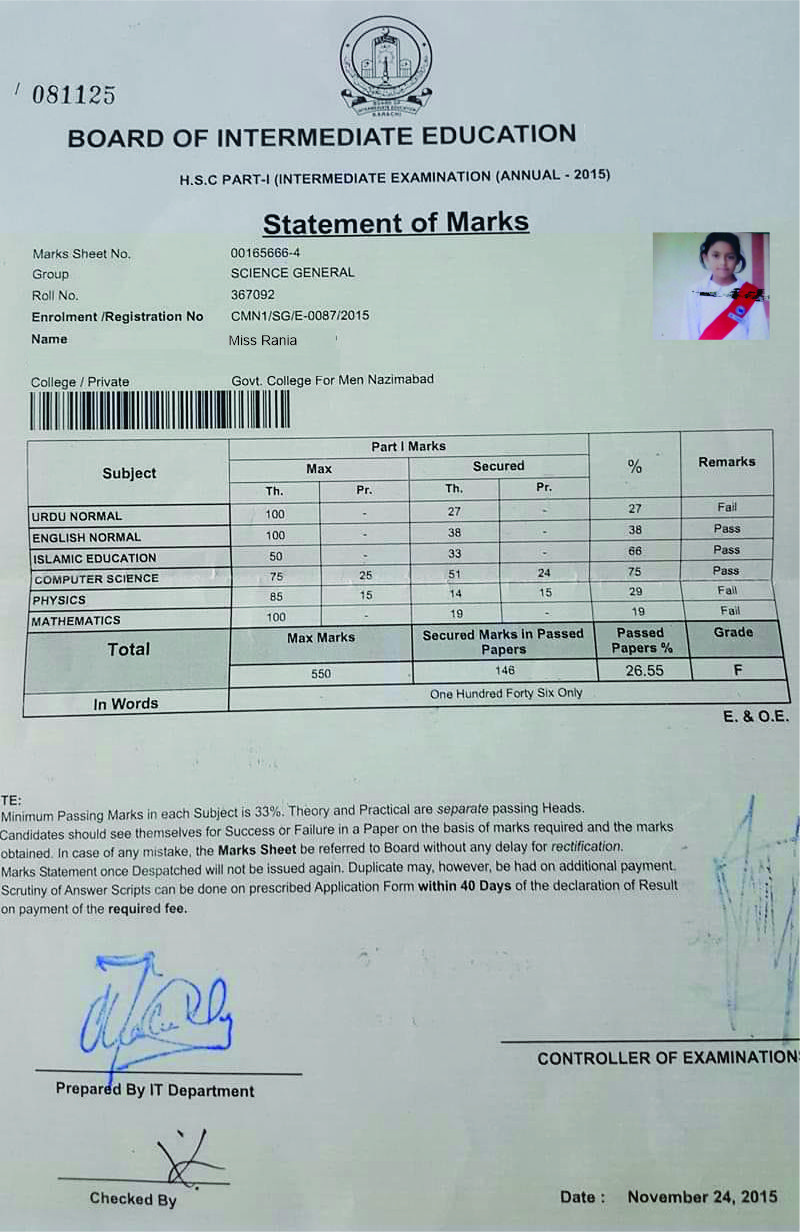 081125
BOARD OF INTERMEDIATE EDUCATION
KARACHI
BOARD OF INTERMEDIATE EDUCATION
H.S.C PART-I (INTERMEDIATE EXAMINATION (ANNUAL - 2015)
Statement of Marks
Marks Sheet No. 00165666-4
Group SCIENCE GENERAL
Roll No. 367092
Enrolment /Registration No CMN1/SG/E-0087/2015
Name Miss Rania
College / Private Govt. College For Men Nazimabad
Subject Part I Marks % Remarks
Max Secured
Th. Pr. Th. Pr.
URDU NORMAL 100 - 27 - 27 Fail
ENGLISH NORMAL 100 - 38 - 38 Pass
ISLAMIC EDUCATION 50 - 33 - 66 Pass
COMPUTER SCIENCE 75 25 51 24 75 Pass
PHYSICS 85 15 14 15 29 Fail
MATHEMATICS 100 - 19 - 19 Fail
Total Max Marks Secured Marks in Passed Papers Passed Papers % Grade
550 146 26.55 F
In Words One Hundred Forty Six Only
E. & O.E.
TE:
Minimum Passing Marks in each Subject is 33%. Theory and Practical are separate passing Heads.
Candidates should see themselves for Success or Failure in a Paper on the basis of marks required and the marks
obtained. In case of any mistake, the Marks Sheet be referred to Board without any delay for rectification.
Marks Statement once Despatched will not be issued again. Duplicate may, however, be had on additional payment.
Scrutiny of Answer Scripts can be done on prescribed Application Form within 40 Days of the declaration of Result
on payment of the required fee.
CONTROLLER OF EXAMINATION
Prepared By IT Department
Checked By
Date : November 24, 2015